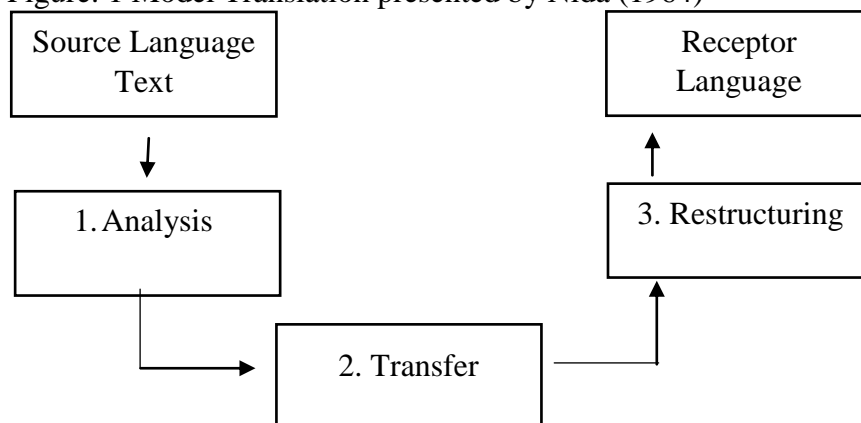 Figure. 1 Model Translation presented by Nida (1964)
Source Language
Text
Receptor
Language
1. Analysis
3. Restructuring
2. Transfer